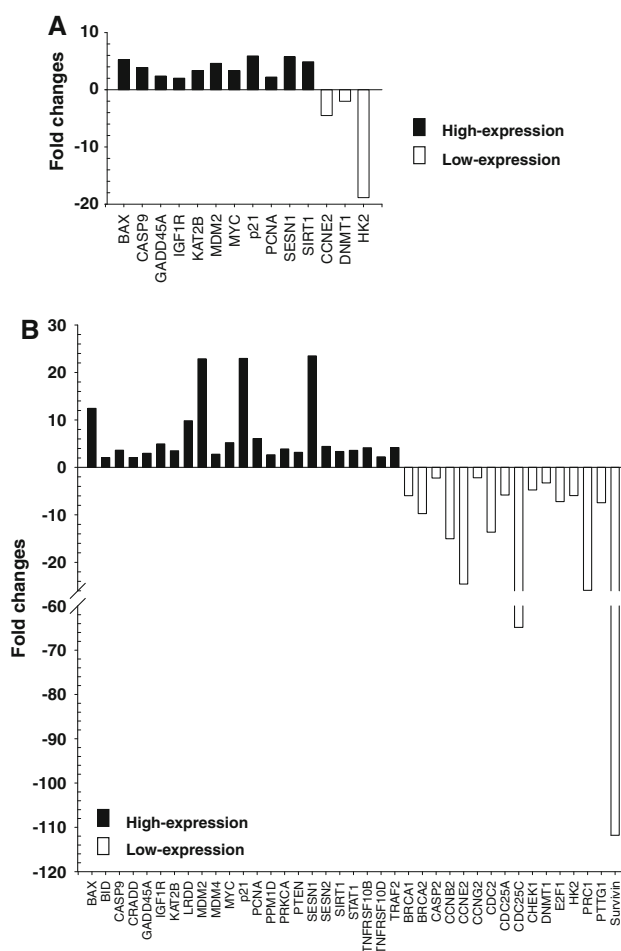 A
10
0
-10
-20
Fold changes
BAX
CASP9
GADD45A
IGF1R
KAT2B
MDM2
MYC
p21
PCNA
SESN1
SIRT1
CCNE2
DNMT1
HK2
High-expression
Low-expression
B
30
20
10
0
-10
-20
-60
-70
-80
-90
-100
-110
-120
Fold changes
High-expression
Low-expression
BAX
BID
CASP9
CRADD
GADD45A
IGF1R
KAT2B
LRDD
MDM2
MDM4
MYC
p21
PCNA
PPM1D
PRKCA
PTEN
SESN1
SESN2
SIRT1
STAT1
TNFRSF10B
TNFRSF10D
TRAF2
BRCA1
BRCA2
CASP2
CCNB2
CCNE2
CCNG2
CDC2
CDC25A
CDC25C
CHEK1
DNMT1
E2F1
HK2
PRC1
PTTG1
Survivin